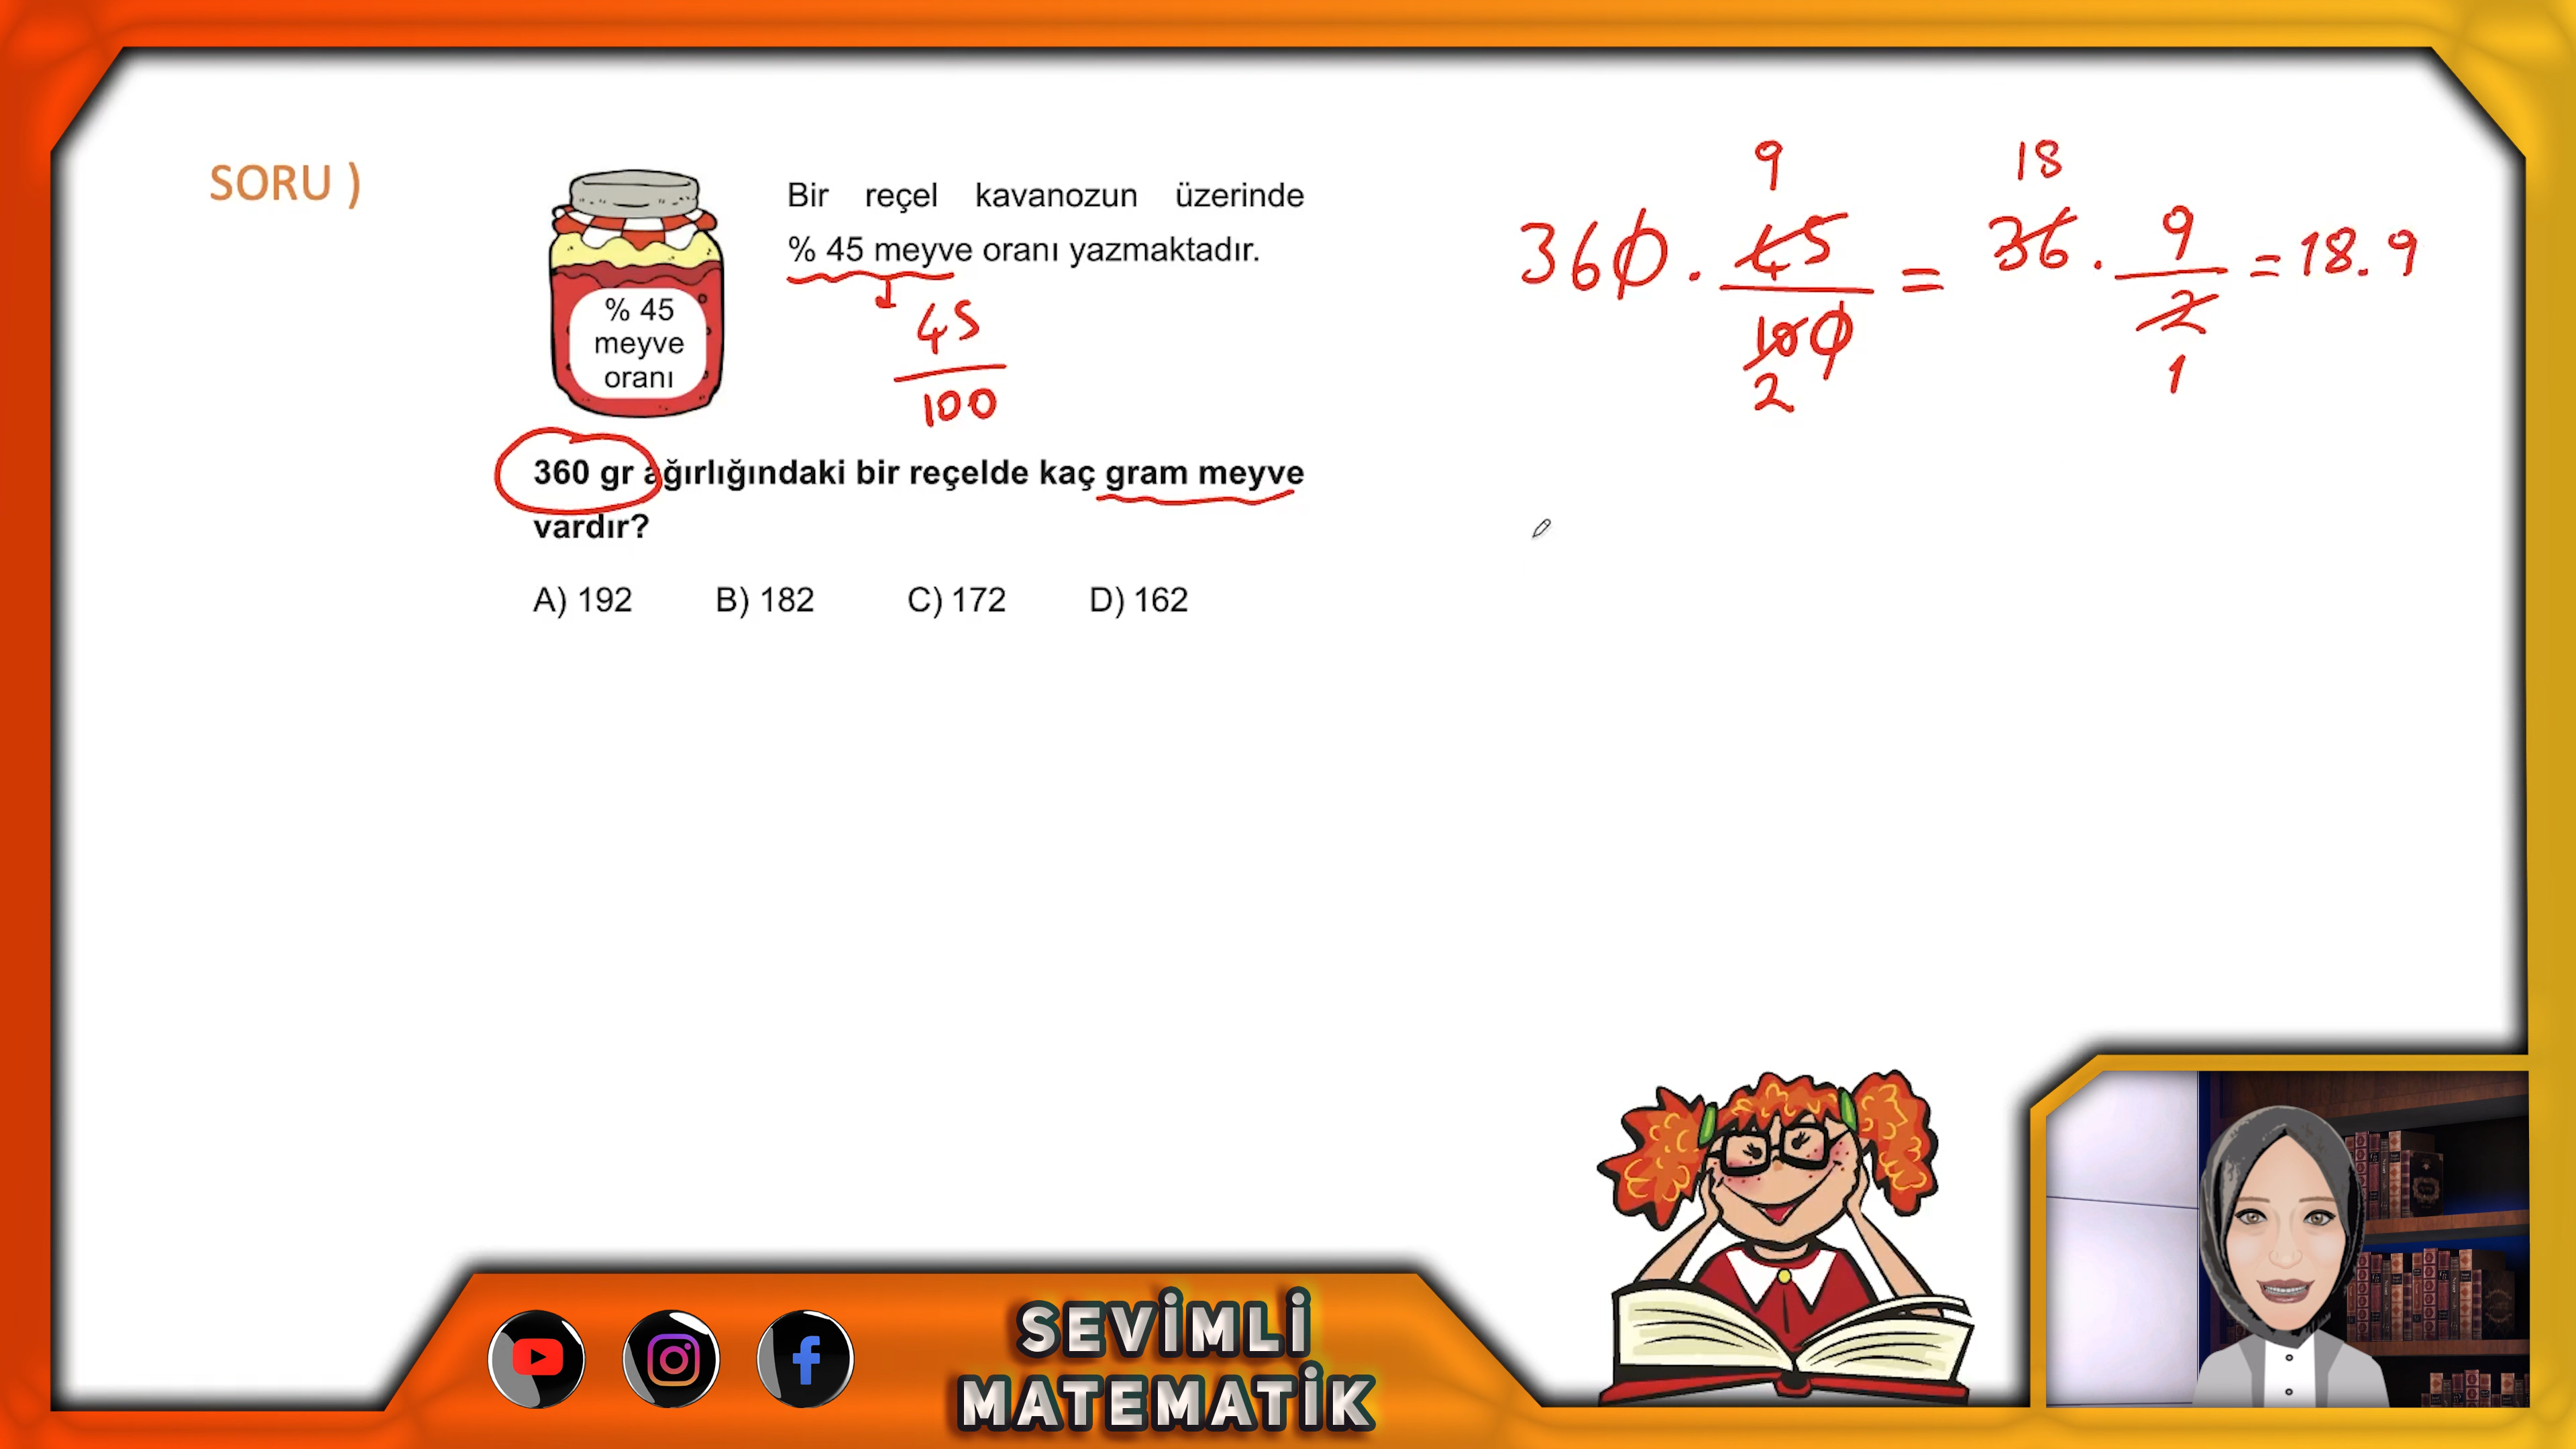 SORU )
% 45
meyve
oranı
Bir reçel kavanozun üzerinde
% 45 meyve oranı yazmaktadır.
45
100
360 gr ağırlığındaki bir reçelde kaç gram meyve
vardır?
A) 192 B) 182 C) 172 D) 162
9 18
360 . 45 = 36 . 9 = 18.9
100 2
2 1
SEVİMLİ
MATEMATİK